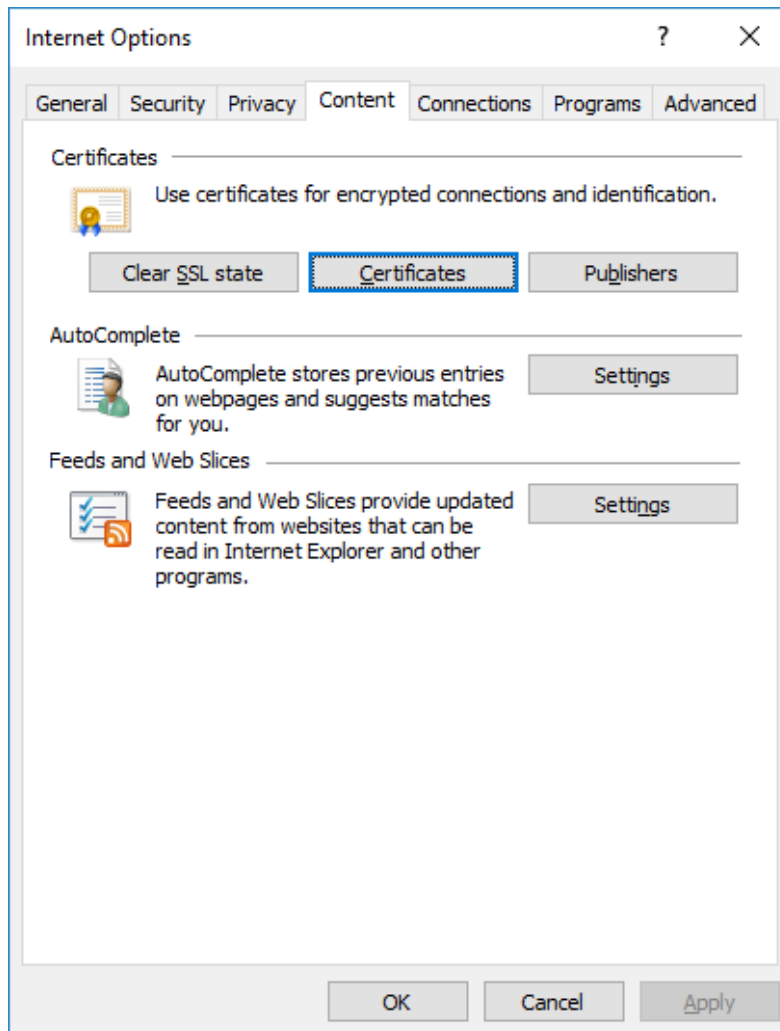 Internet Options ?
General Security Privacy Content Connections Programs Advanced
Certificates
Use certificates for encrypted connections and identification.
Clear SSL state Certificates Publishers
AutoComplete
AutoComplete stores previous entries Settings
on webpages and suggests matches
for you.
Feeds and Web Slices
Feeds and Web Slices provide updated Settings
content from websites that can be
read in Internet Explorer and other
programs.
OK Cancel Apply